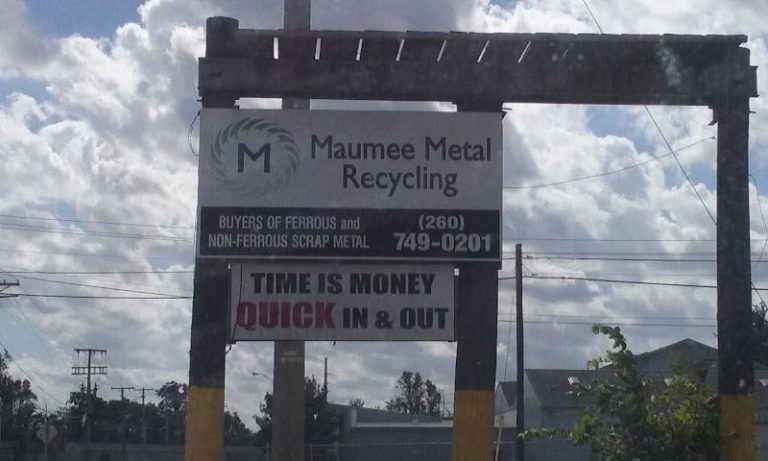 M
Maumee Metal
Recycling
BUYERS OF FERROUS and
NON-FERROUS SCRAP METAL
(260)
749-0201
TIME IS MONEY
QUICK IN & OUT